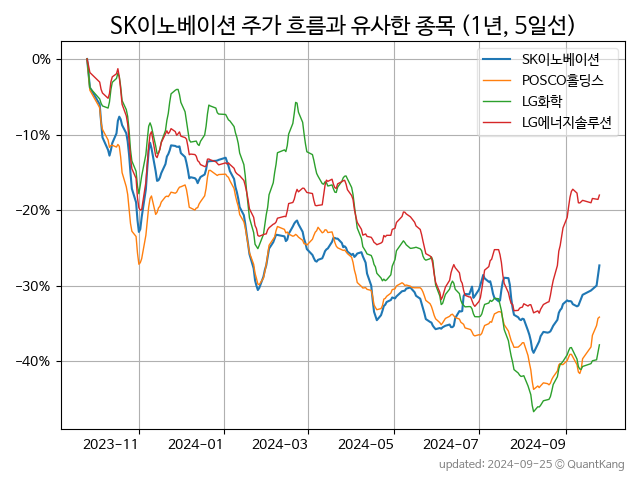 SK이노베이션 주가 흐름과 유사한 종목 (1년, 5일선)
SK이노베이션
POSCO홀딩스
LG화학
LG에너지솔루션
0%
−10%
−20%
−30%
−40%
2023−11
2024−01
2024−03
2024−05
2024−07
2024−09
updated: 2024-09-25 © QuantKang